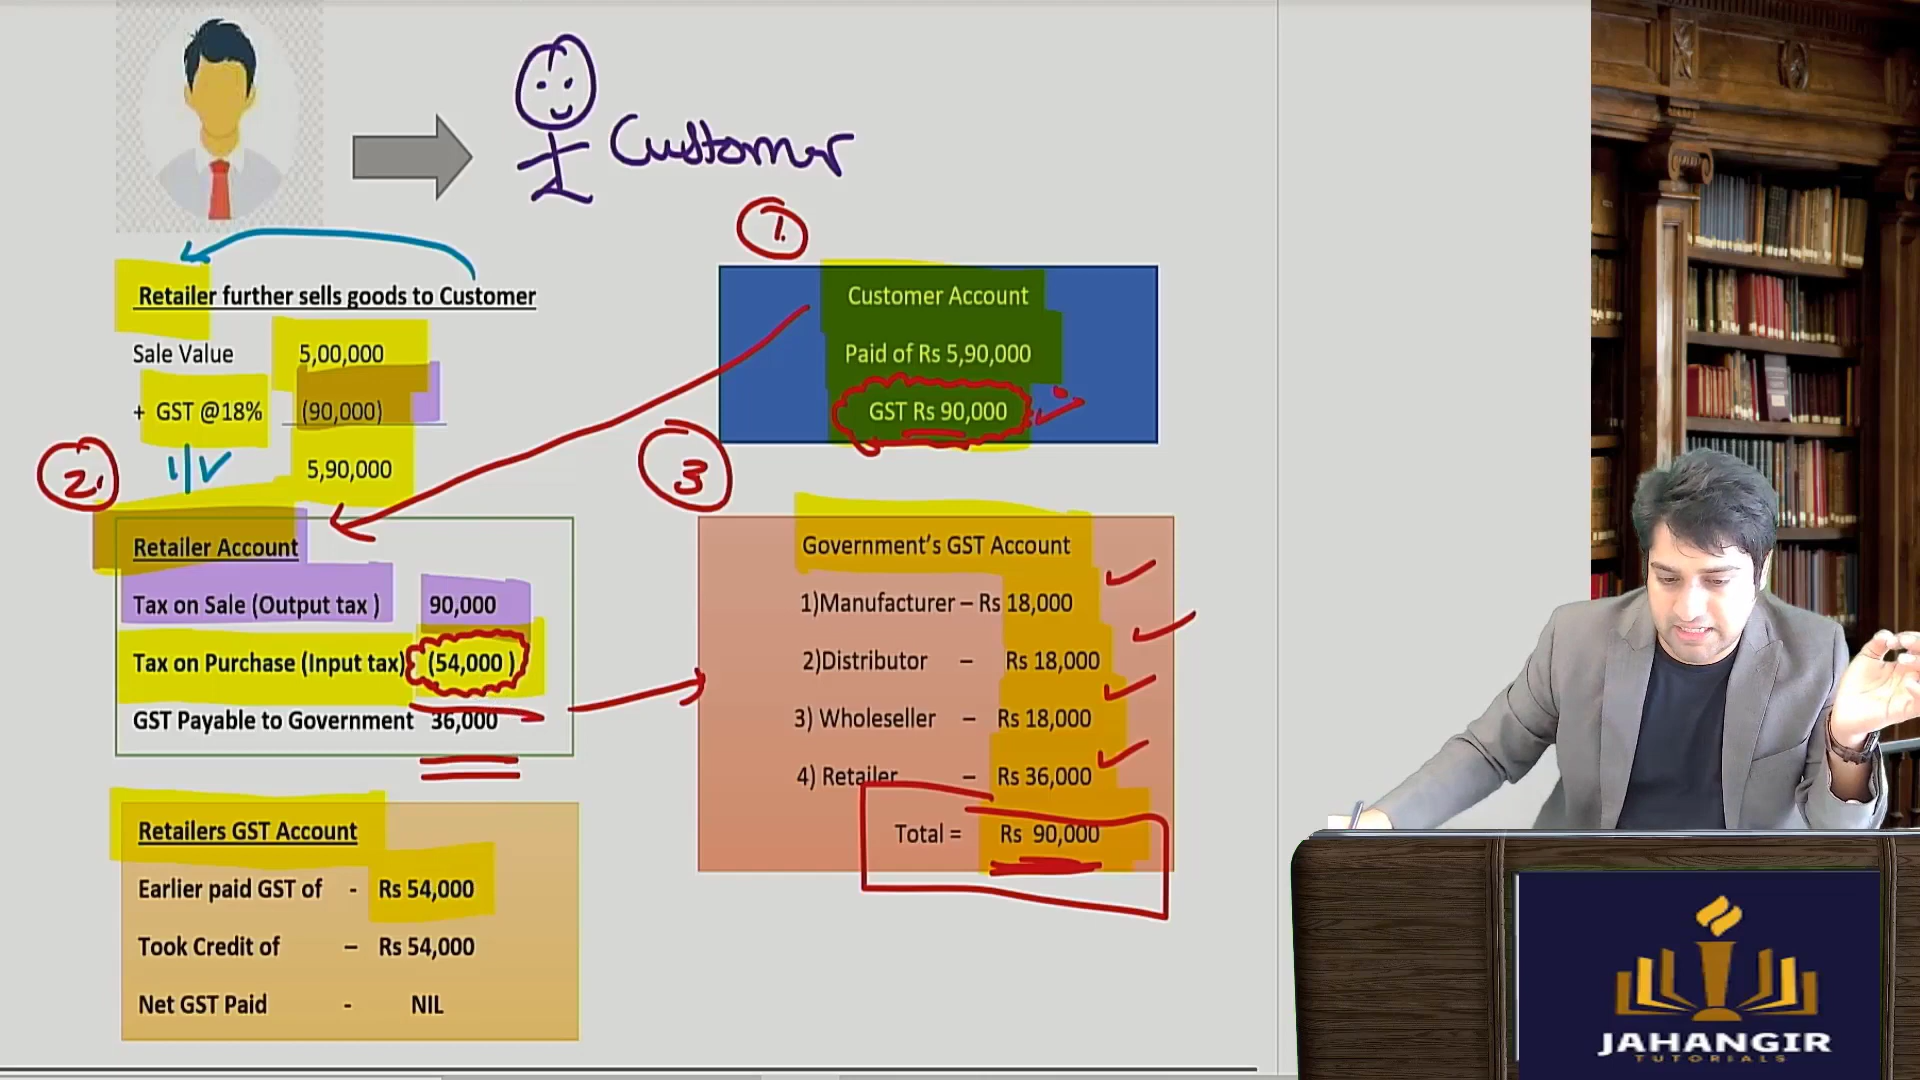 Customer
1.
Retailer further sells goods to Customer
Sale Value 5,00,000
+ GST @18% (90,000)
5,90,000
2.
Customer Account
Paid of Rs 5,90,000
GST Rs 90,000
3
Retailer Account
Tax on Sale (Output tax ) 90,000
Tax on Purchase (Input tax) (54,000 )
GST Payable to Government 36,000
Government's GST Account
1)Manufacturer – Rs 18,000
2)Distributor – Rs 18,000
3) Wholeseller – Rs 18,000
4) Retailer – Rs 36,000
Total = Rs 90,000
Retailers GST Account
Earlier paid GST of - Rs 54,000
Took Credit of – Rs 54,000
Net GST Paid - NIL
JAHANGIR
TUTORIALS